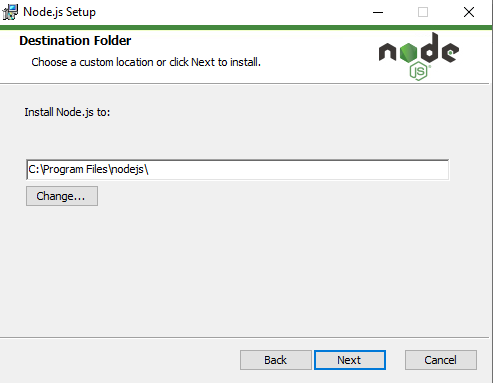 Node.js Setup
Destination Folder
Choose a custom location or click Next to install.
node
JS
Install Node.js to:
C:\Program Files\nodejs\
Change...
Back
Next
Cancel